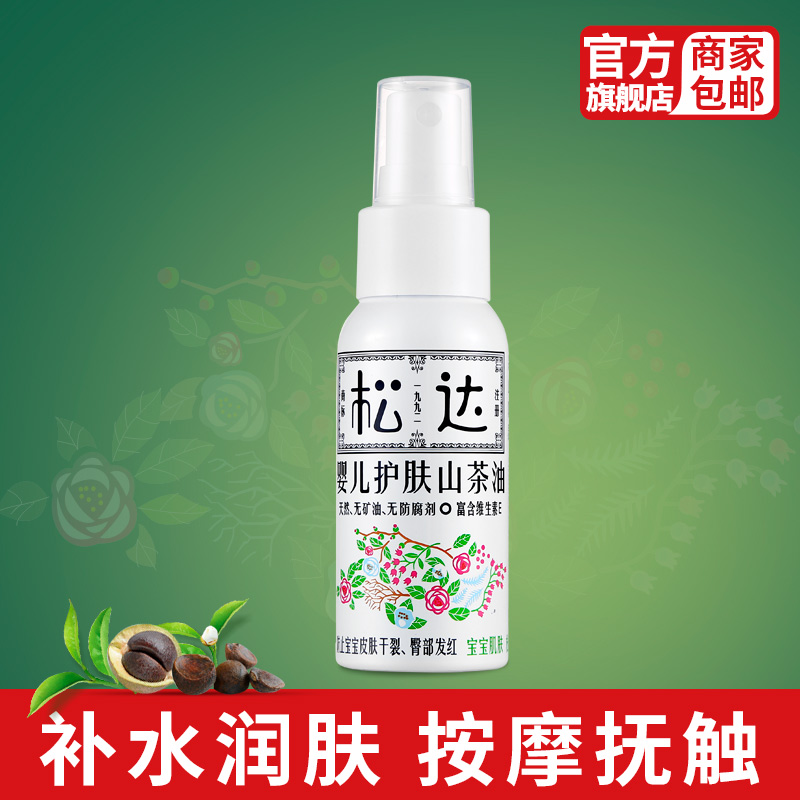 官方
旗舰店
商家
包邮
松 达
商标
一九九二
注册
婴儿护肤山茶油
天然、无矿油、无防腐剂 富含维生素E
止宝宝皮肤干裂、臀部发红 宝宝肌肤
补水润肤 按摩抚触